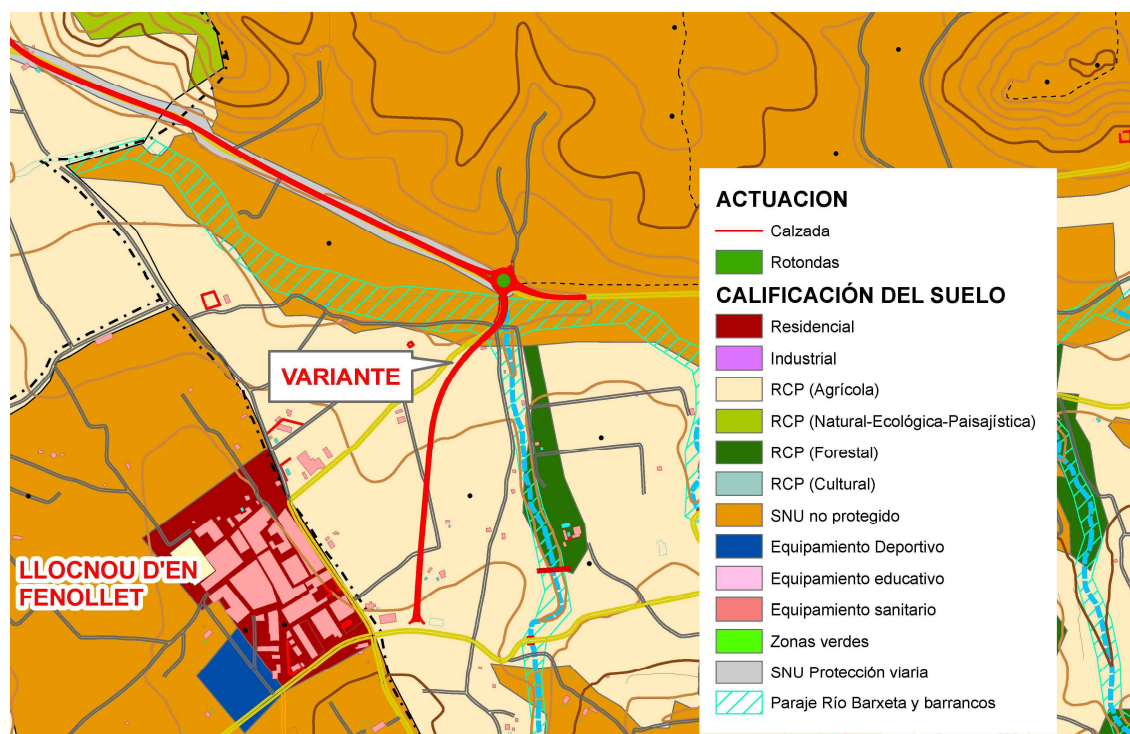 ACTUACION
Calzada
Rotondas
CALIFICACIÓN DEL SUELO
Residencial
Industrial
RCP (Agrícola)
RCP (Natural-Ecológica-Paisajística)
RCP (Forestal)
RCP (Cultural)
SNU no protegido
Equipamiento Deportivo
Equipamiento educativo
Equipamiento sanitario
Zonas verdes
SNU Protección viaria
Paraje Río Barxeta y barrancos
VARIANTE
LLOCNOU D'EN
FENOLLET